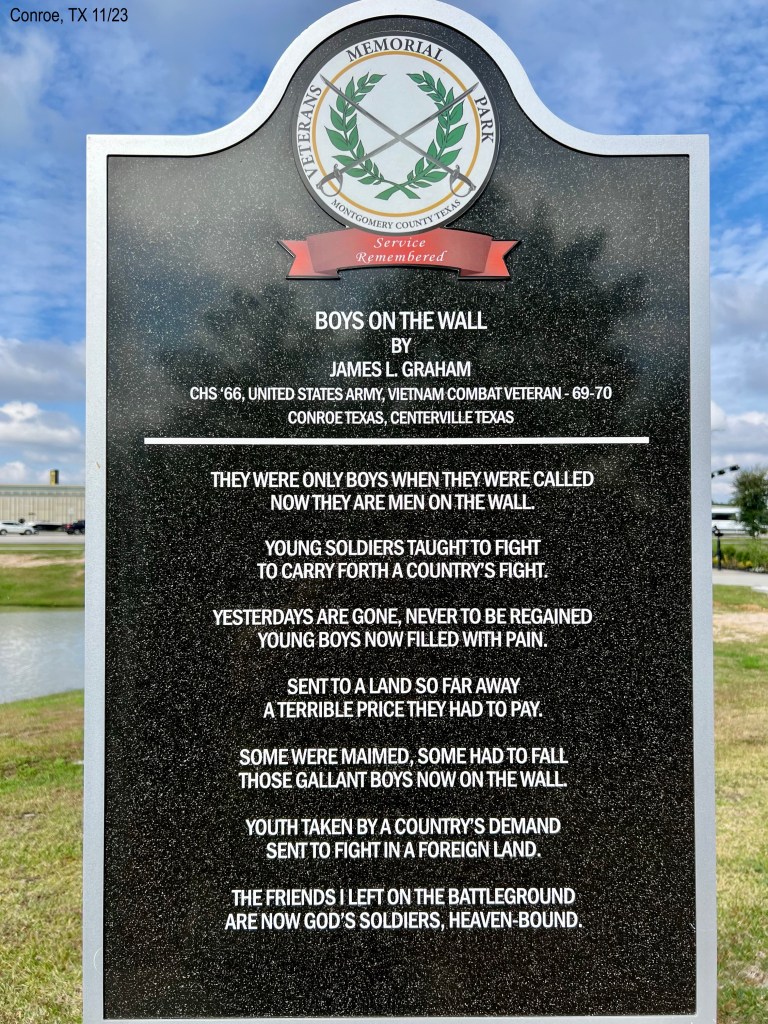 Conroe, TX 11/23
VETERANS MEMORIAL PARK
MONTGOMERY COUNTY TEXAS
Service
Remembered
BOYS ON THE WALL
BY
JAMES L. GRAHAM
CHS ‘66, UNITED STATES ARMY, VIETNAM COMBAT VETERAN - 69-70
CONROE TEXAS, CENTERVILLE TEXAS
THEY WERE ONLY BOYS WHEN THEY WERE CALLED
NOW THEY ARE MEN ON THE WALL.
YOUNG SOLDIERS TAUGHT TO FIGHT
TO CARRY FORTH A COUNTRY’S FIGHT.
YESTERDAYS ARE GONE, NEVER TO BE REGAINED
YOUNG BOYS NOW FILLED WITH PAIN.
SENT TO A LAND SO FAR AWAY
A TERRIBLE PRICE THEY HAD TO PAY.
SOME WERE MAIMED, SOME HAD TO FALL
THOSE GALLANT BOYS NOW ON THE WALL.
YOUTH TAKEN BY A COUNTRY’S DEMAND
SENT TO FIGHT IN A FOREIGN LAND.
THE FRIENDS I LEFT ON THE BATTLEGROUND
ARE NOW GOD’S SOLDIERS, HEAVEN-BOUND.